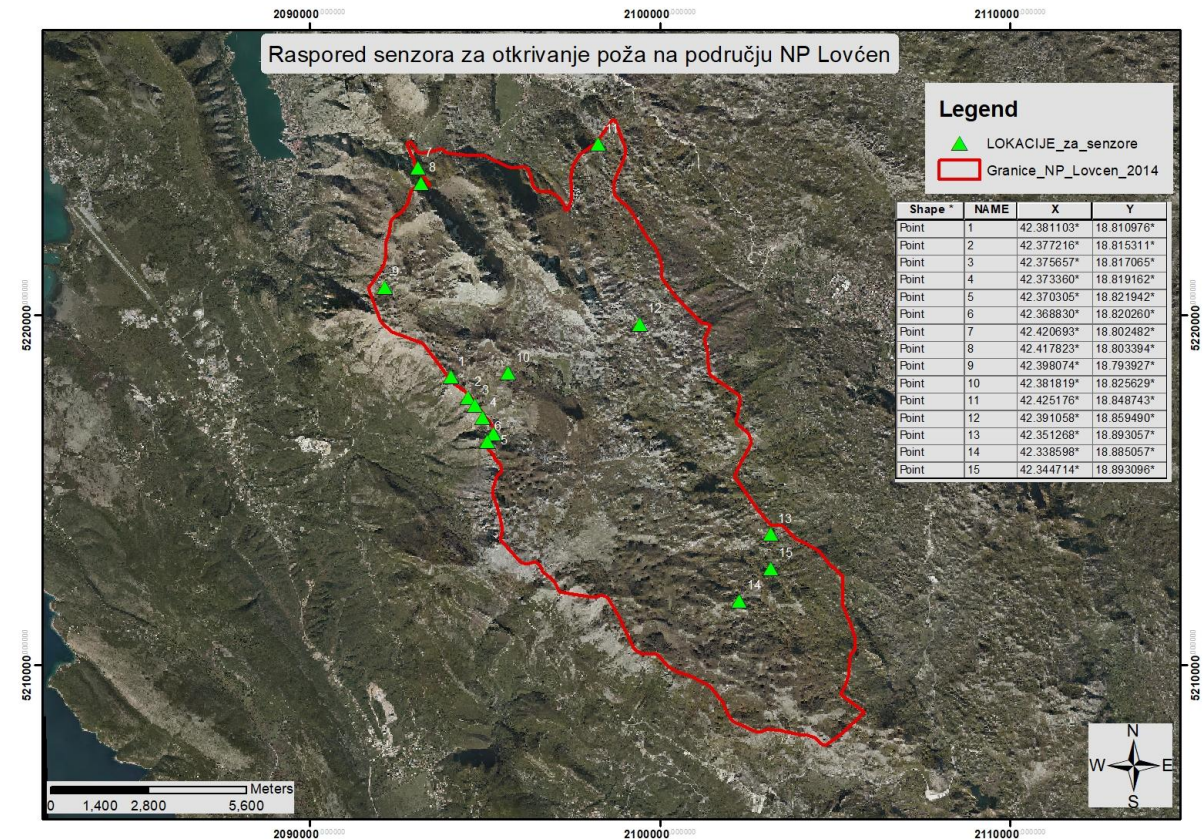 2090000 2100000 2110000
Raspored senzora za otkrivanje poža na području NP Lovćen
Legend
LOKACIJE_za_senzore
Granice_NP_Lovcen_2014
Shape * NAME X Y
Point 1 42.381103* 18.810976*
Point 2 42.377216* 18.815311*
Point 3 42.375657* 18.817065*
Point 4 42.373360* 18.819162*
Point 5 42.370305* 18.821942*
Point 6 42.368830* 18.820260*
Point 7 42.420693* 18.802482*
Point 8 42.417823* 18.803394*
Point 9 42.398074* 18.793927*
Point 10 42.381819* 18.825629*
Point 11 42.425176* 18.848743*
Point 12 42.391058* 18.859490*
Point 13 42.351268* 18.893057*
Point 14 42.338598* 18.885057*
Point 15 42.344714* 18.893096*
11
7
8
9
12
10
1
2
3
4
6
5
13
15
14
5220000 5220000
5210000 5210000
N
W E
S
Meters
0 1,400 2,800 5,600
2090000 2100000 2110000